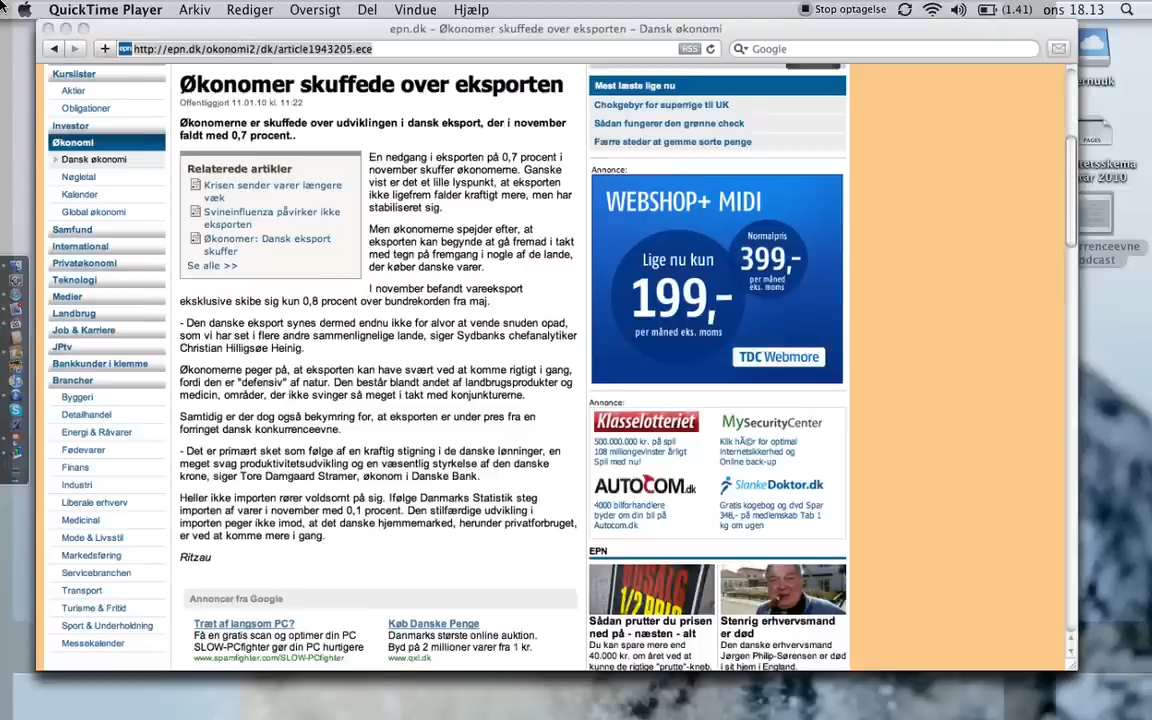 QuickTime Player Arkiv Rediger Oversigt Del Vindue Hjælp Stop optagelse (1.41) ons 18.13
epn.dk – Økonomer skuffede over eksporten – Dansk økonomi
epn http://epn.dk/okonomi2/dk/article1943205.ece RSS Google
Kurslister
Aktier
Obligationer
Investor
Økonomi
Dansk økonomi
Nøgletal
Kalender
Global økonomi
Samfund
International
Privatøkonomi
Teknologi
Medier
Landbrug
Job & Karriere
JPtv
Bankkunder i klemme
Brancher
Byggeri
Detailhandel
Energi & Råvarer
Fødevarer
Finans
Industri
Liberale erhverv
Medicinal
Mode & Livsstil
Markedsføring
Servicebranchen
Transport
Turisme & Fritid
Sport & Underholdning
Messekalender
Økonomer skuffede over eksporten
Offentliggjort 11.01.10 kl. 11:22
Økonomerne er skuffede over udviklingen i dansk eksport, der i november
faldt med 0,7 procent..
Relaterede artikler
Krisen sender varer længere
væk
Svineinfluenza påvirker ikke
eksporten
Økonomer: Dansk eksport
skuffer
Se alle >>
En nedgang i eksporten på 0,7 procent i
november skuffer økonomerne. Ganske
vist er det et lille lyspunkt, at eksporten
ikke ligefrem falder kraftigt mere, men har
stabiliseret sig.
Men økonomerne spejder efter, at
eksporten kan begynde at gå fremad i takt
med tegn på fremgang i nogle af de lande,
der køber danske varer.
I november befandt vareeksport
eksklusive skibe sig kun 0,8 procent over bundrekorden fra maj.
- Den danske eksport synes dermed endnu ikke for alvor at vende snuden opad,
som vi har set i flere andre sammenlignelige lande, siger Sydbanks chefanalytiker
Christian Hilligsøe Heinig.
Økonomerne peger på, at eksporten kan have svært ved at komme rigtigt i gang,
fordi den er "defensiv" af natur. Den består blandt andet af landbrugsprodukter og
medicin, områder, der ikke svinger så meget i takt med konjunkturerne.
Samtidig er der dog også bekymring for, at eksporten er under pres fra en
forringet dansk konkurrenceevne.
- Det er primært sket som følge af en kraftig stigning i de danske lønninger, en
meget svag produktivitetsudvikling og en væsentlig styrkelse af den danske
krone, siger Tore Damgaard Stramer, økonom i Danske Bank.
Heller ikke importen rører voldsomt på sig. Ifølge Danmarks Statistik steg
importen af varer i november med 0,1 procent. Den stilfærdige udvikling i
importen peger ikke imod, at det danske hjemmemarked, herunder privatforbruget,
er ved at komme mere i gang.
Ritzau
Annoncer fra Google
Træt af langsom PC?
Få en gratis scan og optimer din PC
SLOW-PCfighter gør din PC hurtigere
www.spamfighter.com/SLOW-PCfighter
Køb Danske Penge
Danmarks største online auktion.
Byd på 2 millioner varer fra 1 kr.
www.qxl.dk
Mest læste lige nu
Chokgebyr for superrige til UK
Sådan fungerer den grønne check
Færre steder at gemme sorte penge
Annonce:
WEBSHOP+ MIDI
Normalpris
399,-
per måned
eks. moms
Lige nu kun
199,-
per måned eks. moms
TDC Webmore
Annonce:
Klasselotteriet
500.000.000 kr. på spil
108 milliongevinster årligt
Spil med nu!
MySecurityCenter
Klik hÃ©r for optimal
internetsikkerhed og
Online back-up
AUTOCOM.dk
4000 bilforhandlere
byder om din bil på
Autocom.dk
SlankeDoktor.dk
Gratis kogebog og dvd Spar
348,- på medlemskab Tab 1
kg om ugen
EPN
Sådan prutter du prisen
ned på - næsten - alt
Du kan spare mere end
40.000 kr. om året ved at
kunne de rigtige "prutte"-kneb.
Stenrig erhvervsmand
er død
Den danske erhvervsmand
Jørgen Philip-Sørensen er død
i sit hjem i England.
PAGES